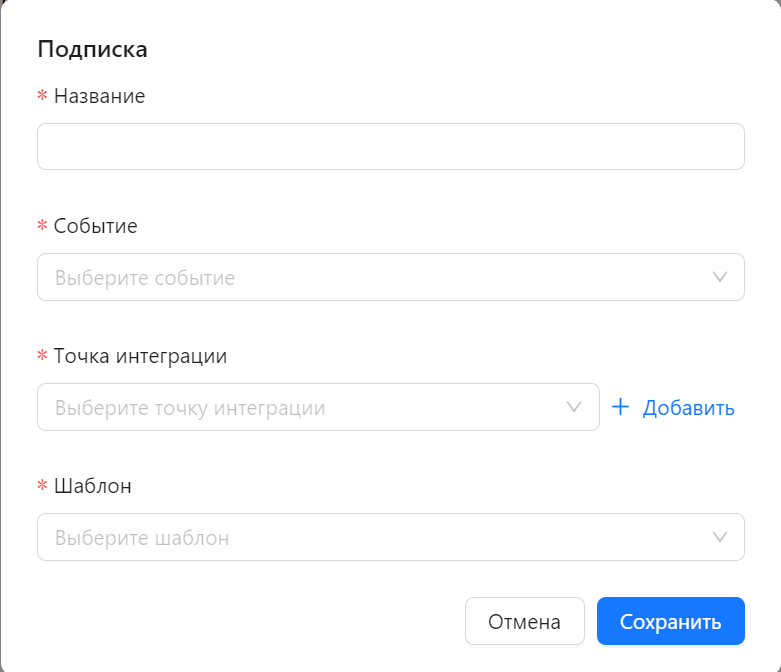 Подписка
* Название
* Событие
Выберите событие
* Точка интеграции
Выберите точку интеграции
+ Добавить
* Шаблон
Выберите шаблон
Отмена Сохранить